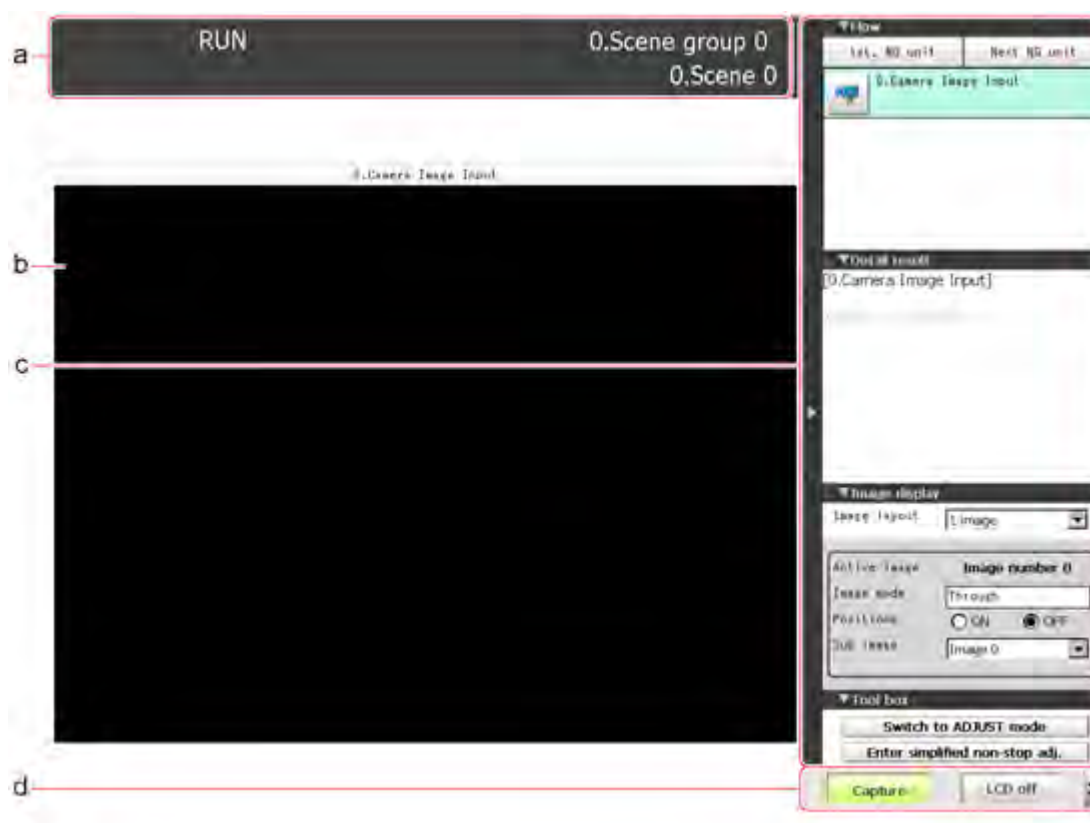 a
RUN
0.Scene group 0
0.Scene 0
▼Flow
1st. NG unit
Next NG unit
0.Camera Image Input
0.Camera Image Input
b
▼Detail result
[0.Camera Image Input]
c
▼Image display
Image layout
1 image
Active image
Image number 0
Image mode
Through
Positions
ON
OFF
Sub image
Image 0
▼Tool box
Switch to ADJUST mode
Enter simplified non-stop adj.
d
Capture
LCD off